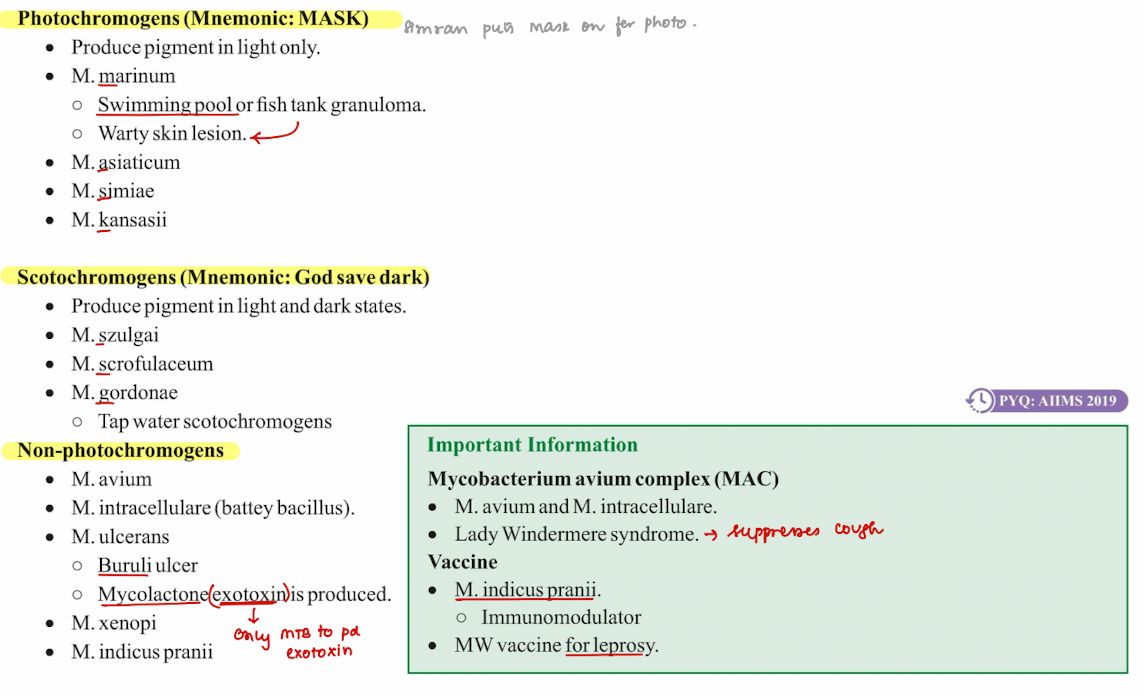 Photochromogens (Mnemonic: MASK)
Simran puts mask on for photo.
• Produce pigment in light only.
• M. marinum
○ Swimming pool or fish tank granuloma.
○ Warty skin lesion.
• M. asiaticum
• M. simiae
• M. kansasii
Scotochromogens (Mnemonic: God save dark)
• Produce pigment in light and dark states.
• M. szulgai
• M. scrofulaceum
• M. gordonae
○ Tap water scotochromogens
Non-photochromogens
• M. avium
• M. intracellulare (battey bacillus).
• M. ulcerans
○ Buruli ulcer
○ Mycolactone (exotoxin) is produced.
only MTB to pd
exotoxin
• M. xenopi
• M. indicus pranii
PYQ: AIIMS 2019
Important Information
Mycobacterium avium complex (MAC)
• M. avium and M. intracellulare.
• Lady Windermere syndrome. → suppresses cough
Vaccine
• M. indicus pranii.
○ Immunomodulator
• MW vaccine for leprosy.